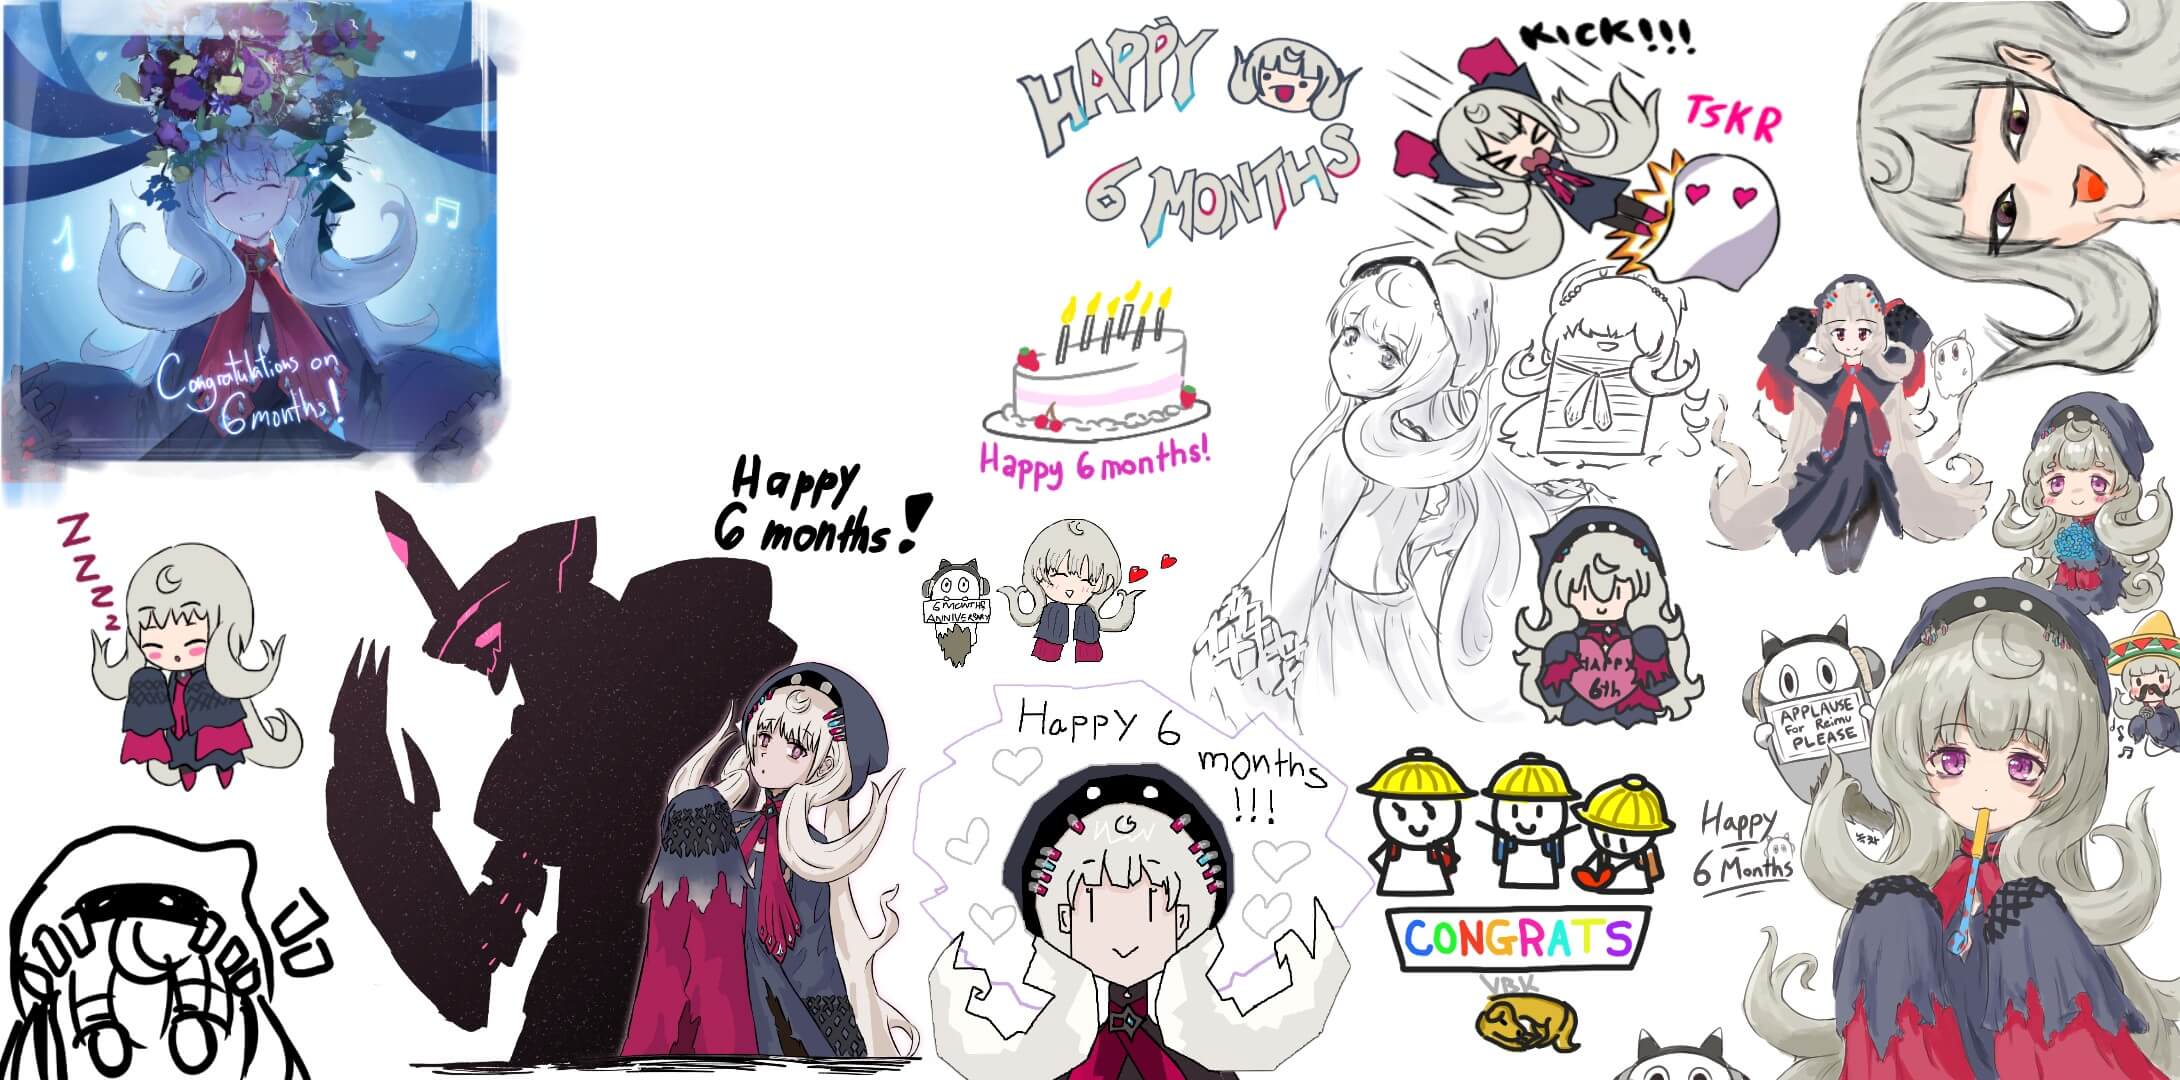 Congratulations on
6 months!
HAPPY
6 MONTHS
KICK!!!
TSKR
Happy 6 months!
Happy
6 months!
Z
Z
Z
Z
6 MONTHS
ANNIVERSARY
HAPPY
6th
Happy 6
months
!!!
APPLAUSE
For Reimu
PLEASE
Happy
6 Months
CONGRATS
VBK